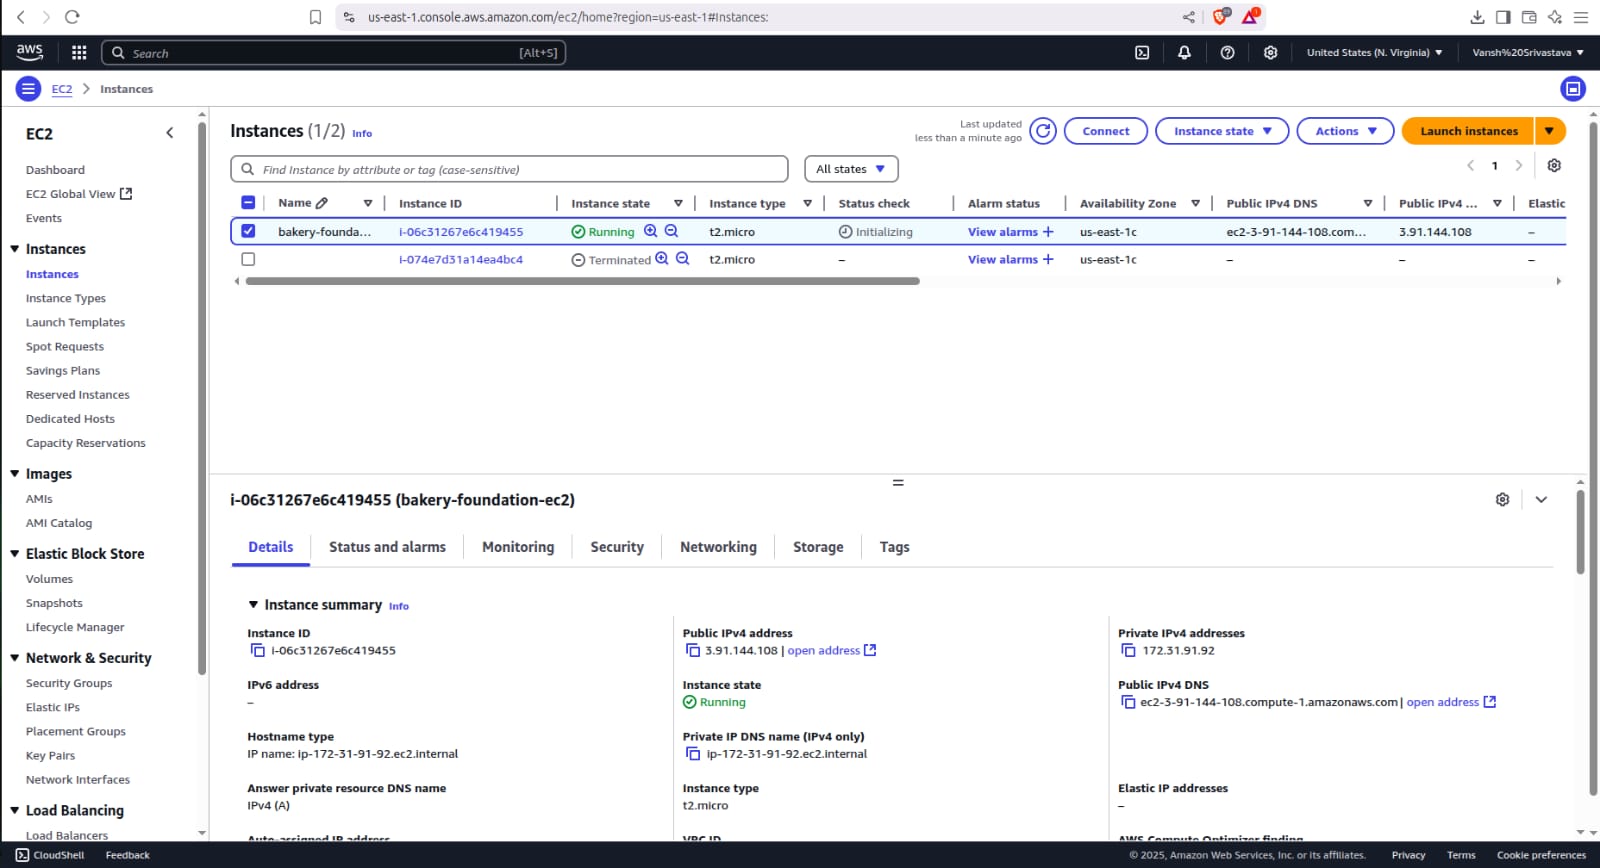 us-east-1.console.aws.amazon.com/ec2/home?region=us-east-1#Instances:
aws
Search [Alt+S]
United States (N. Virginia)
Vansh%20Srivastava
EC2
Instances
EC2
Dashboard
EC2 Global View
Events
Instances
Instances
Instance Types
Launch Templates
Spot Requests
Savings Plans
Reserved Instances
Dedicated Hosts
Capacity Reservations
Images
AMIs
AMI Catalog
Elastic Block Store
Volumes
Snapshots
Lifecycle Manager
Network & Security
Security Groups
Elastic IPs
Placement Groups
Key Pairs
Network Interfaces
Load Balancing
Load Balancers
Instances (1/2) Info
Last updated
less than a minute ago
Connect
Instance state
Actions
Launch instances
Find Instance by attribute or tag (case-sensitive)
All states
1
Name Instance ID Instance state Instance type Status check Alarm status Availability Zone Public IPv4 DNS Public IPv4 ... Elastic
bakery-founda... i-06c31267e6c419455 Running t2.micro Initializing View alarms + us-east-1c ec2-3-91-144-108.com... 3.91.144.108 –
i-074e7d31a14ea4bc4 Terminated t2.micro – View alarms + us-east-1c – – –
i-06c31267e6c419455 (bakery-foundation-ec2)
Details Status and alarms Monitoring Security Networking Storage Tags
Instance summary Info
Instance ID
i-06c31267e6c419455
Public IPv4 address
3.91.144.108 | open address
Private IPv4 addresses
172.31.91.92
IPv6 address
–
Instance state
Running
Public IPv4 DNS
ec2-3-91-144-108.compute-1.amazonaws.com | open address
Hostname type
IP name: ip-172-31-91-92.ec2.internal
Private IP DNS name (IPv4 only)
ip-172-31-91-92.ec2.internal
Answer private resource DNS name
IPv4 (A)
Instance type
t2.micro
Elastic IP addresses
–
Auto-assigned IP address
VPC ID
AWS Compute Optimizer finding
CloudShell
Feedback
© 2025, Amazon Web Services, Inc. or its affiliates.
Privacy
Terms
Cookie preferences